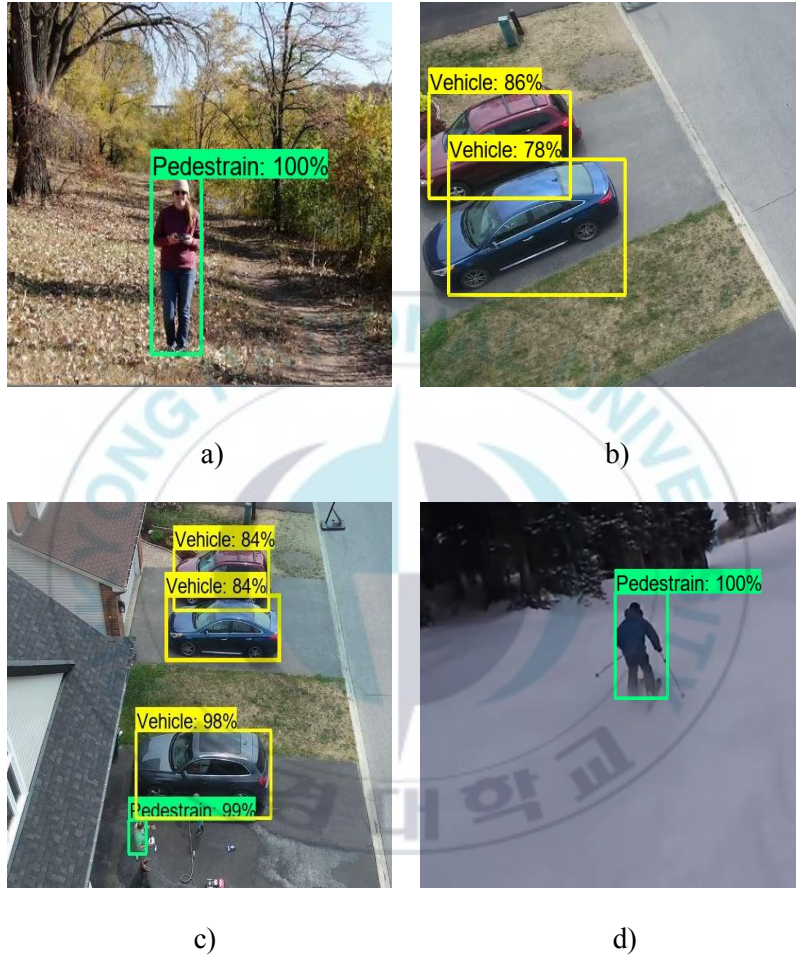 Pedestrain: 100%
Vehicle: 86%
Vehicle: 78%
a)
b)
Vehicle: 84%
Vehicle: 84%
Vehicle: 98%
Pedestrain: 99%
Pedestrain: 100%
c)
d)